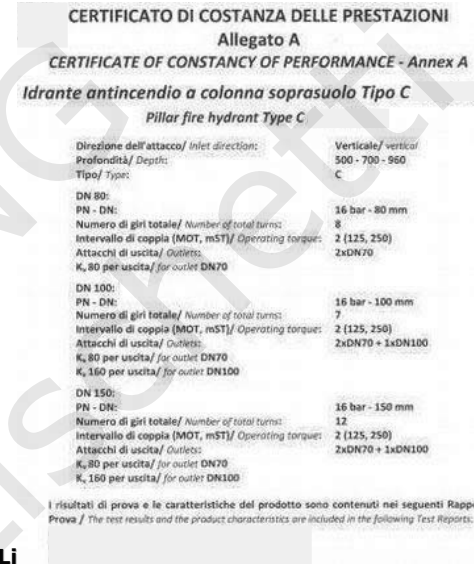 CERTIFICATO DI COSTANZA DELLE PRESTAZIONI
Allegato A
CERTIFICATE OF CONSTANCY OF PERFORMANCE - Annex A
Idrante antincendio a colonna soprasuolo Tipo C
Pillar fire hydrant Type C
Direzione dell'attacco/ Inlet direction: Verticale/ vertical
Profondità/ Depth: 500 - 700 - 960
Tipo/ Type: C
DN 80:
PN - DN: 16 bar - 80 mm
Numero di giri totale/ Number of total turns: 8
Intervallo di coppia (MOT, mST)/ Operating torque: 2 (125, 250)
Attacchi di uscita/ Outlets: 2xDN70
Kv 80 per uscita/ for outlet DN70
DN 100:
PN - DN: 16 bar - 100 mm
Numero di giri totale/ Number of total turns: 7
Intervallo di coppia (MOT, mST)/ Operating torque: 2 (125, 250)
Attacchi di uscita/ Outlets: 2xDN70 + 1xDN100
Kv 80 per uscita/ for outlet DN70
Kv 160 per uscita/ for outlet DN100
DN 150:
PN - DN: 16 bar - 150 mm
Numero di giri totale/ Number of total turns: 12
Intervallo di coppia (MOT, mST)/ Operating torque: 2 (125, 250)
Attacchi di uscita/ Outlets: 2xDN70 + 1xDN100
Kv 80 per uscita/ for outlet DN70
Kv 160 per uscita/ for outlet DN100
I risultati di prova e le caratteristiche del prodotto sono contenuti nei seguenti Rappo
Prova / The test results and the product characteristics are included in the following Test Reports:
Li